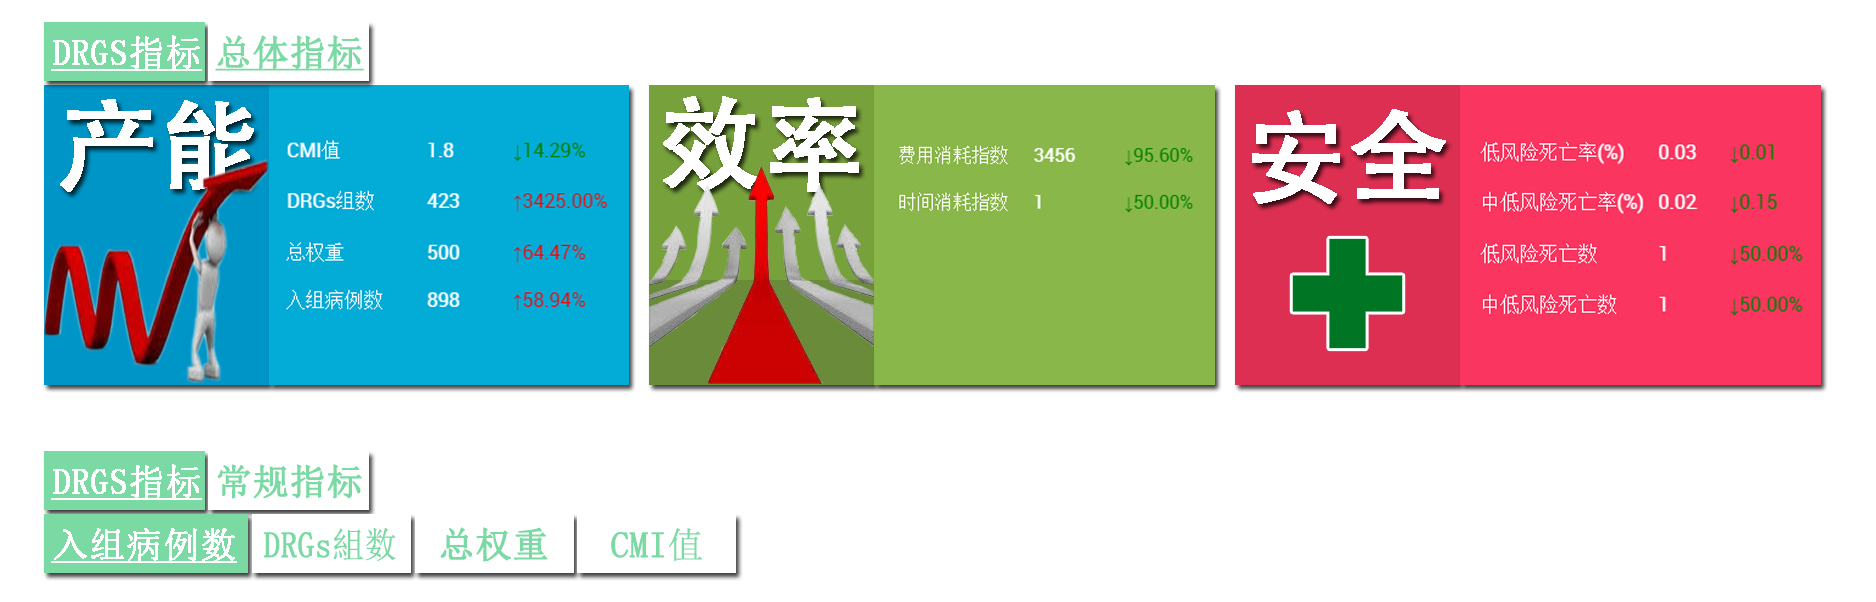 DRGS指标 总体指标
产能
CMI值 1.8 ↓14.29%
DRGs组数 423 ↑3425.00%
总权重 500 ↑64.47%
入组病例数 898 ↑58.94%
效率
费用消耗指数 3456 ↓95.60%
时间消耗指数 1 ↓50.00%
安全
低风险死亡率(%) 0.03 ↓0.01
中低风险死亡率(%) 0.02 ↓0.15
低风险死亡数 1 ↓50.00%
中低风险死亡数 1 ↓50.00%
DRGS指标 常规指标
入组病例数 DRGs組数 总权重 CMI值